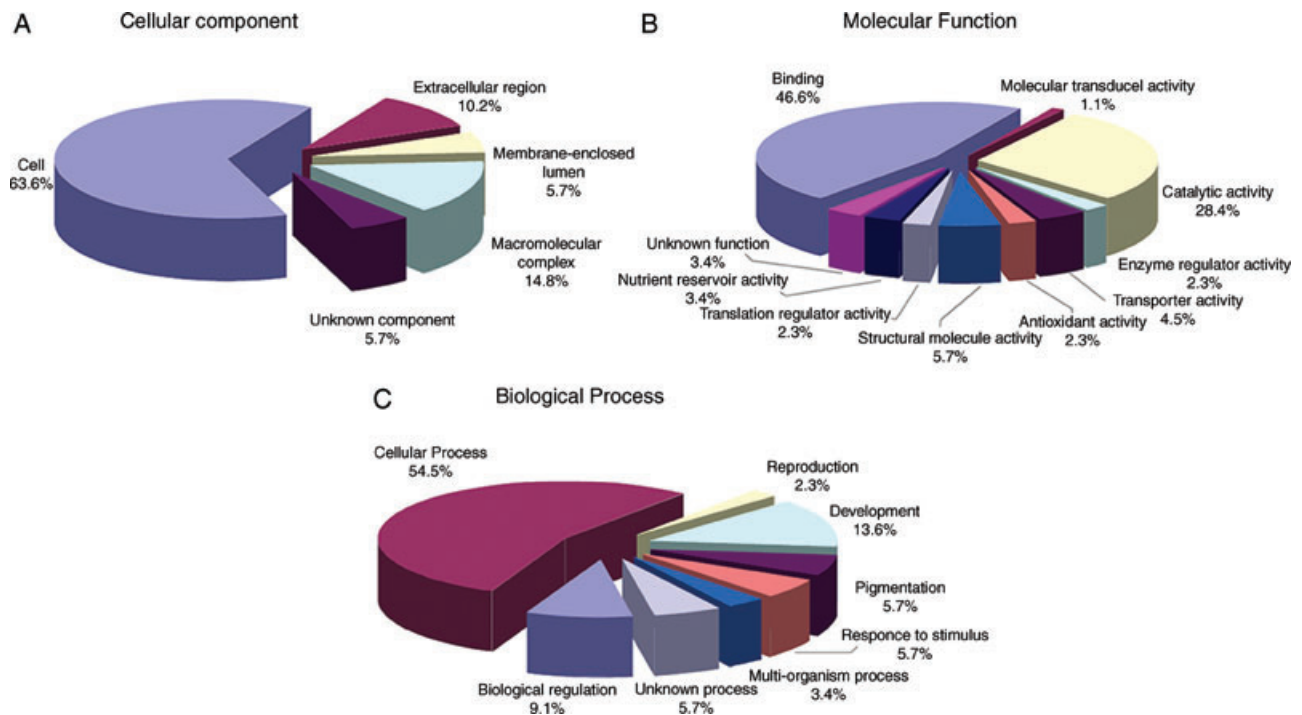 A
Cellular component
Extracellular region
10.2%
Cell
63.6%
Membrane-enclosed
lumen
5.7%
Macromolecular
complex
14.8%
Unknown component
5.7%
B
Molecular Function
Binding
46.6%
Molecular transducel activity
1.1%
Catalytic activity
28.4%
Enzyme regulator activity
2.3%
Transporter activity
4.5%
Antioxidant activity
2.3%
Structural molecule activity
5.7%
Translation regulator activity
2.3%
Nutrient reservoir activity
3.4%
Unknown function
3.4%
C
Biological Process
Cellular Process
54.5%
Reproduction
2.3%
Development
13.6%
Pigmentation
5.7%
Responce to stimulus
5.7%
Multi-organism process
3.4%
Unknown process
5.7%
Biological regulation
9.1%